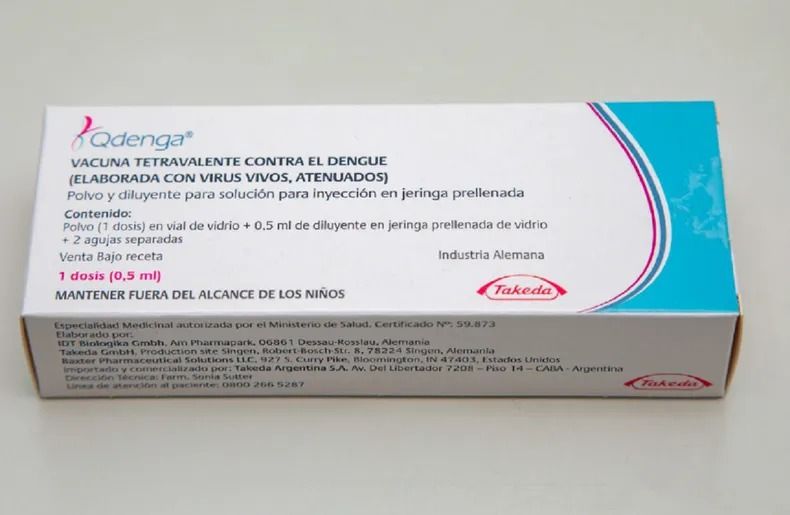 Qdenga®
VACUNA TETRAVALENTE CONTRA EL DENGUE
(ELABORADA CON VIRUS VIVOS, ATENUADOS)
Polvo y diluyente para solución para inyección en jeringa prellenada
Contenido:
Polvo (1 dosis) en vial de vidrio + 0,5 ml de diluyente en jeringa prellenada de vidrio
+ 2 agujas separadas
Venta Bajo receta
Industria Alemana
1 dosis (0,5 ml)
MANTENER FUERA DEL ALCANCE DE LOS NIÑOS
Takeda
Especialidad Medicinal autorizada por el Ministerio de Salud. Certificado Nº: 59.873
Elaborado por:
IDT Biologika Gmbh, Am Pharmapark, 06861 Dessau-Rosslau, Alemania
Takeda GmbH, Production site Singen, Robert-Bosch-Str. 8, 78224 Singen, Alemania
Baxter Pharmaceutical Solutions LLC, 927 S. Curry Pike, Bloomington, IN 47403, Estados Unidos
Importado y comercializado por: Takeda Argentina S.A. Av. Del Libertador 7208 – Piso 14 – CABA - Argentina
Dirección Técnica: Farm. Sonia Sutter
Línea de atención al paciente: 0800 266 5287
Takeda